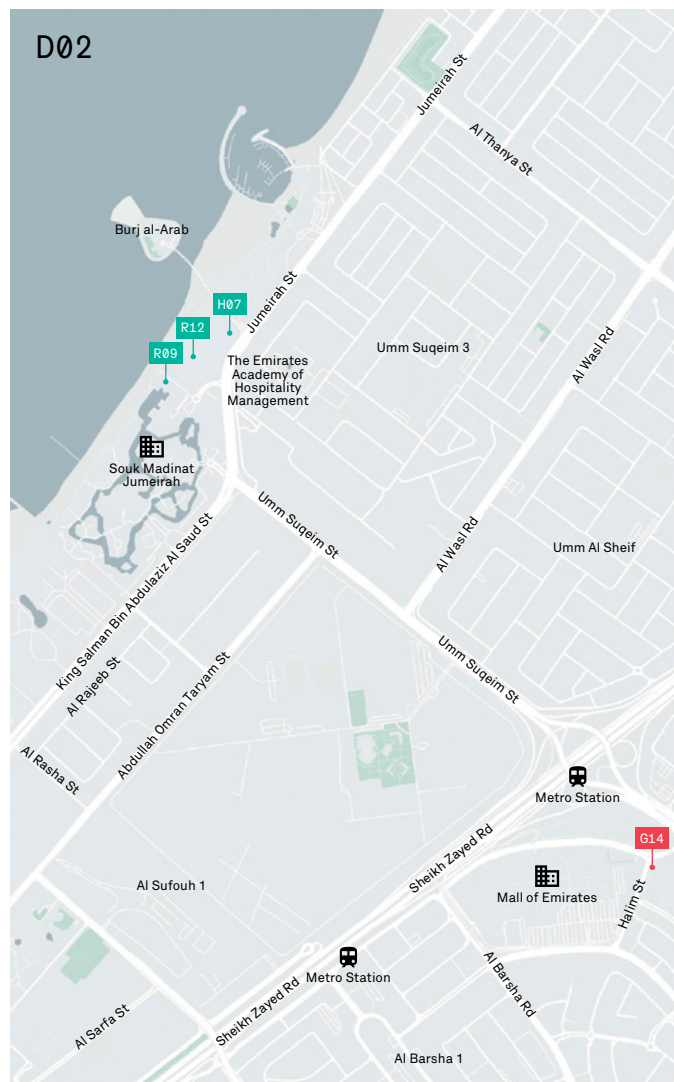 D02
Jumeirah St
Al Thanya St
Burj al-Arab
Jumeirah St
H07
R12
R09
Umm Suqeim 3
Al Wasl Rd
The Emirates
Academy of
Hospitality
Management
Souk Madinat
Jumeirah
Umm Suqeim St
Al Wasl Rd
Umm Al Sheif
King Salman Bin Abdulaziz Al Saud St
Al Rajeeb St
Abdullah Omran Taryam St
Umm Suqeim St
Al Rasha St
Metro Station
G14
Sheikh Zayed Rd
Al Sufouh 1
Mall of Emirates
Halim St
Metro Station
Al Barsha Rd
Sheikh Zayed Rd
Al Sarfa St
Al Barsha 1